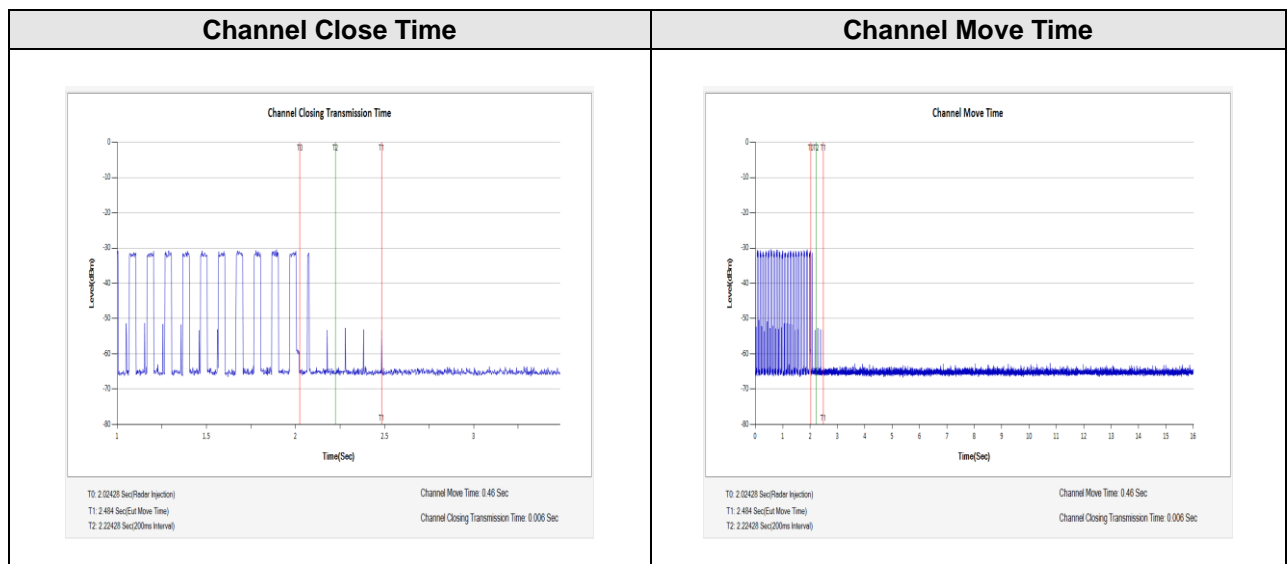 Channel Close Time
Channel Move Time
Channel Closing Transmission Time
T0
T2
T1
0
-10
-20
-30
-40
-50
-60
-70
-80
Level(dBm)
T1
1
1.5
2
2.5
3
Time(Sec)
T0: 2.02428 Sec(Radar Injection)
T1: 2.484 Sec(Eut Move Time)
T2: 2.22428 Sec(200ms Interval)
Channel Move Time: 0.46 Sec
Channel Closing Transmission Time: 0.006 Sec
Channel Move Time
T0
T2
T1
0
-10
-20
-30
-40
-50
-60
-70
-80
Level(dBm)
T1
0
1
2
3
4
5
6
7
8
9
10
11
12
13
14
15
16
Time(Sec)
T0: 2.02428 Sec(Radar Injection)
T1: 2.484 Sec(Eut Move Time)
T2: 2.22428 Sec(200ms Interval)
Channel Move Time: 0.46 Sec
Channel Closing Transmission Time: 0.006 Sec